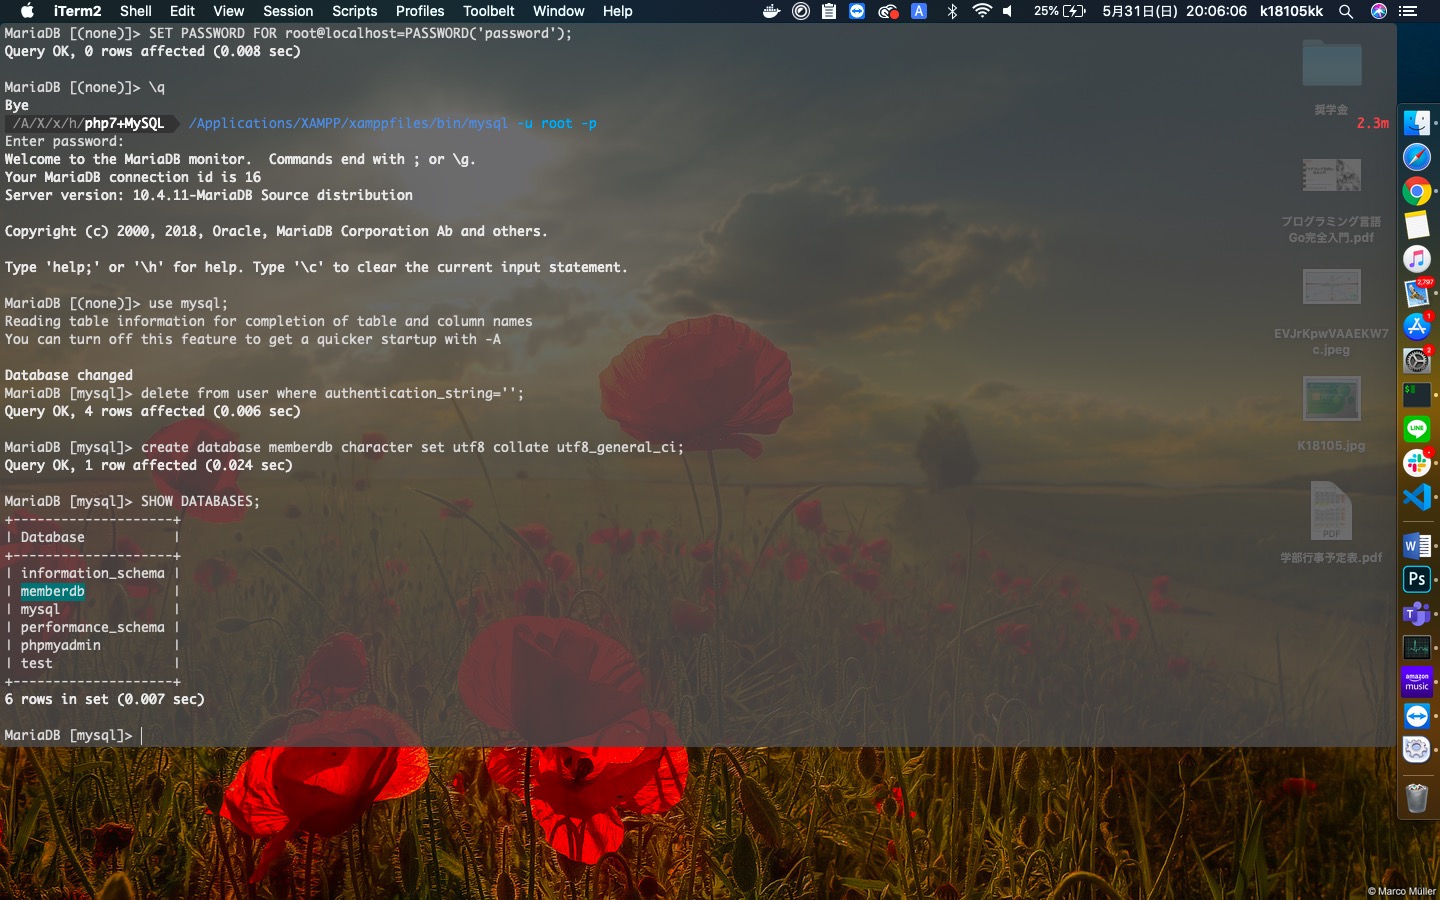 iTerm2 Shell Edit View Session Scripts Profiles Toolbelt Window Help A 25% 5月31日(日) 20:06:06 k18105kk
MariaDB [(none)]> SET PASSWORD FOR root@localhost=PASSWORD('password');
Query OK, 0 rows affected (0.008 sec)
MariaDB [(none)]> \q
Bye
/A/X/x/h/php7+MySQL /Applications/XAMPP/xamppfiles/bin/mysql -u root -p 2.3m
Enter password:
Welcome to the MariaDB monitor.  Commands end with ; or \g.
Your MariaDB connection id is 16
Server version: 10.4.11-MariaDB Source distribution
Copyright (c) 2000, 2018, Oracle, MariaDB Corporation Ab and others.
Type 'help;' or '\h' for help. Type '\c' to clear the current input statement.
MariaDB [(none)]> use mysql;
Reading table information for completion of table and column names
You can turn off this feature to get a quicker startup with -A
Database changed
MariaDB [mysql]> delete from user where authentication_string='';
Query OK, 4 rows affected (0.006 sec)
MariaDB [mysql]> create database memberdb character set utf8 collate utf8_general_ci;
Query OK, 1 row affected (0.024 sec)
MariaDB [mysql]> SHOW DATABASES;
+--------------------+
| Database           |
+--------------------+
| information_schema |
| memberdb           |
| mysql              |
| performance_schema |
| phpmyadmin         |
| test               |
+--------------------+
6 rows in set (0.007 sec)
MariaDB [mysql]>
奨学金
プログラミング言語
Go完全入門.pdf
EVJrKpwVAAEKW7
c.jpeg
K18105.jpg
PDF
学部行事予定表.pdf
2,797
1
2
LINE
W
Ps
T
amazon
music
© Marco Müller